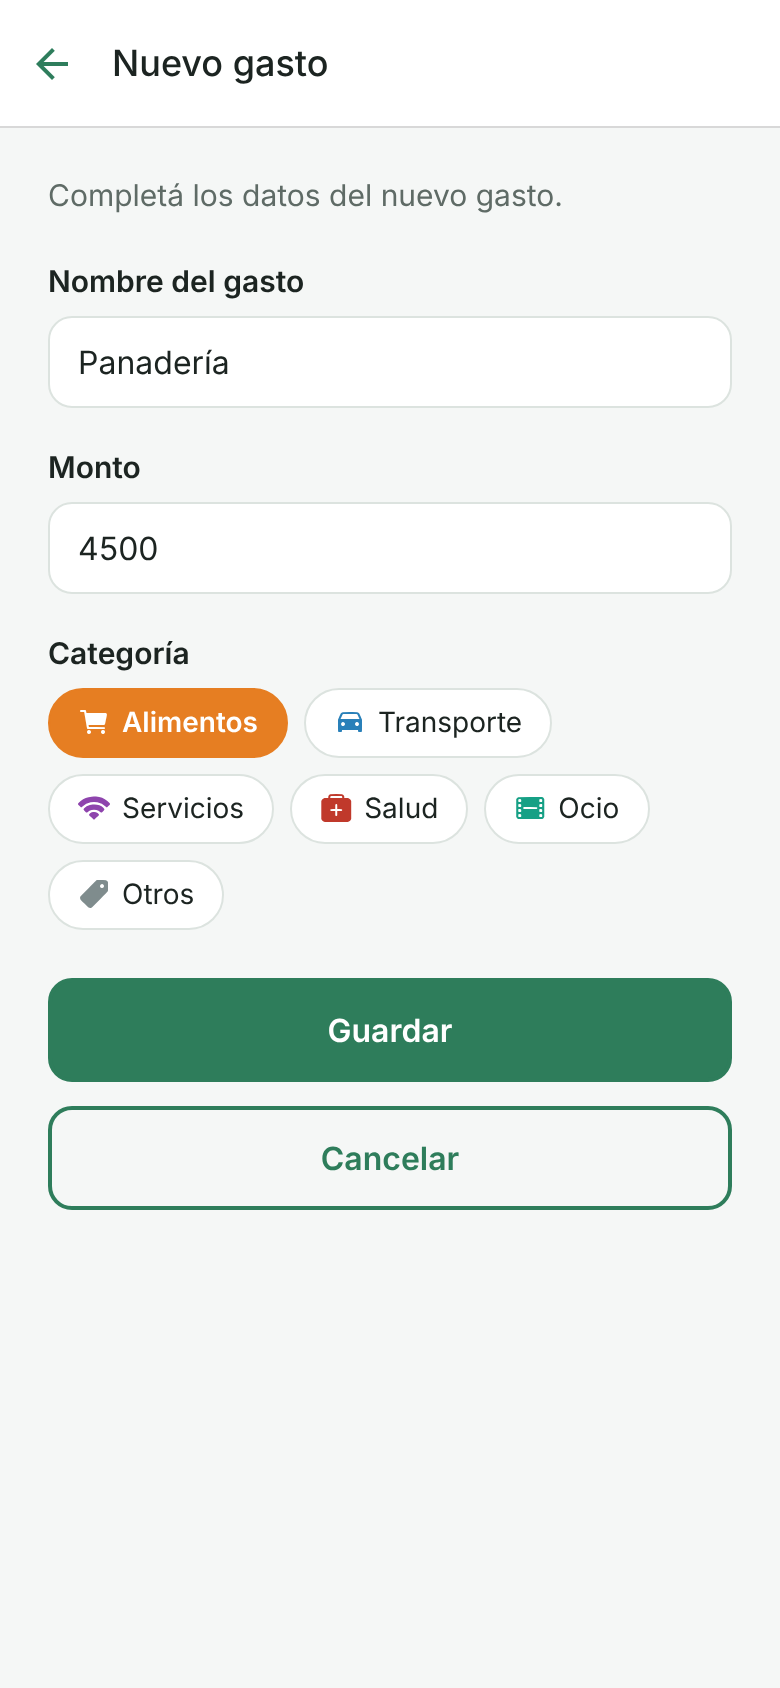 Nuevo gasto
Completá los datos del nuevo gasto.
Nombre del gasto
Panadería
Monto
4500
Categoría
Alimentos Transporte
Servicios Salud Ocio
Otros
Guardar
Cancelar